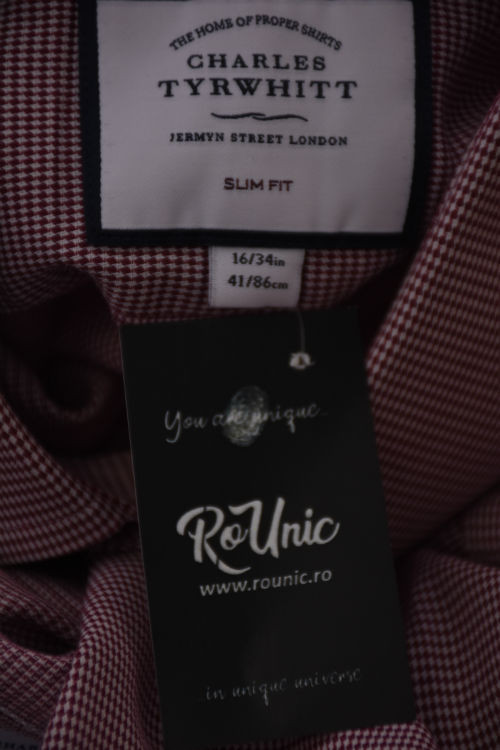 THE HOME OF PROPER SHIRTS
CHARLES
TYRWHITT
JERMYN STREET LONDON
SLIM FIT
16/34in
41/86cm
You are unique...
RoUnic
www.rounic.ro
...in unique universe